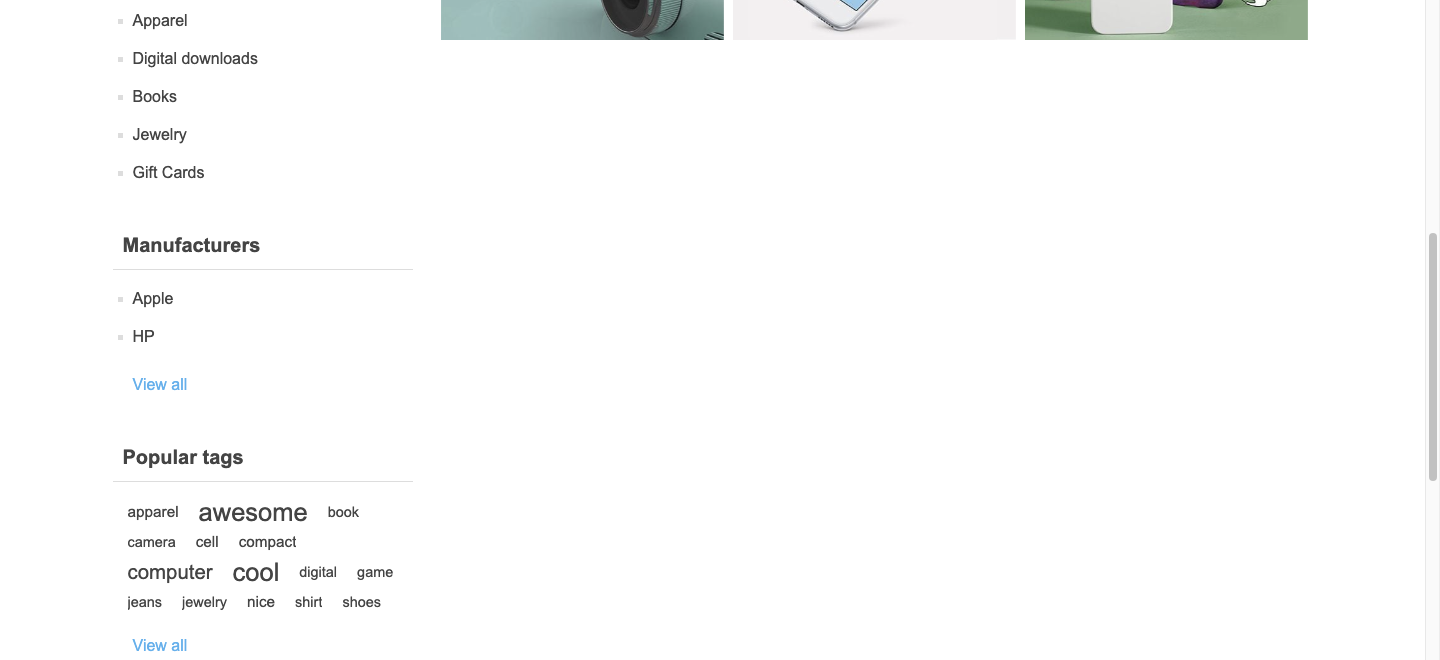 Apparel
Digital downloads
Books
Jewelry
Gift Cards
Manufacturers
Apple
HP
View all
Popular tags
apparel awesome book
camera cell compact
computer cool digital game
jeans jewelry nice shirt shoes
View all